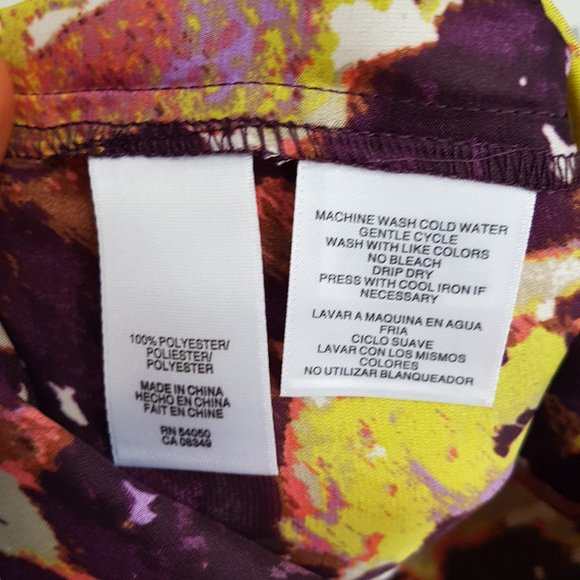 100% POLYESTER/
POLIESTER/
POLYESTER
MADE IN CHINA
HECHO EN CHINA
FAIT EN CHINE
RN 54050
CA 08349
MACHINE WASH COLD WATER
GENTLE CYCLE
WASH WITH LIKE COLORS
NO BLEACH
DRIP DRY
PRESS WITH COOL IRON IF
NECESSARY
LAVAR A MAQUINA EN AGUA
FRIA
CICLO SUAVE
LAVAR CON LOS MISMOS
COLORES
NO UTILIZAR BLANQUEADOR